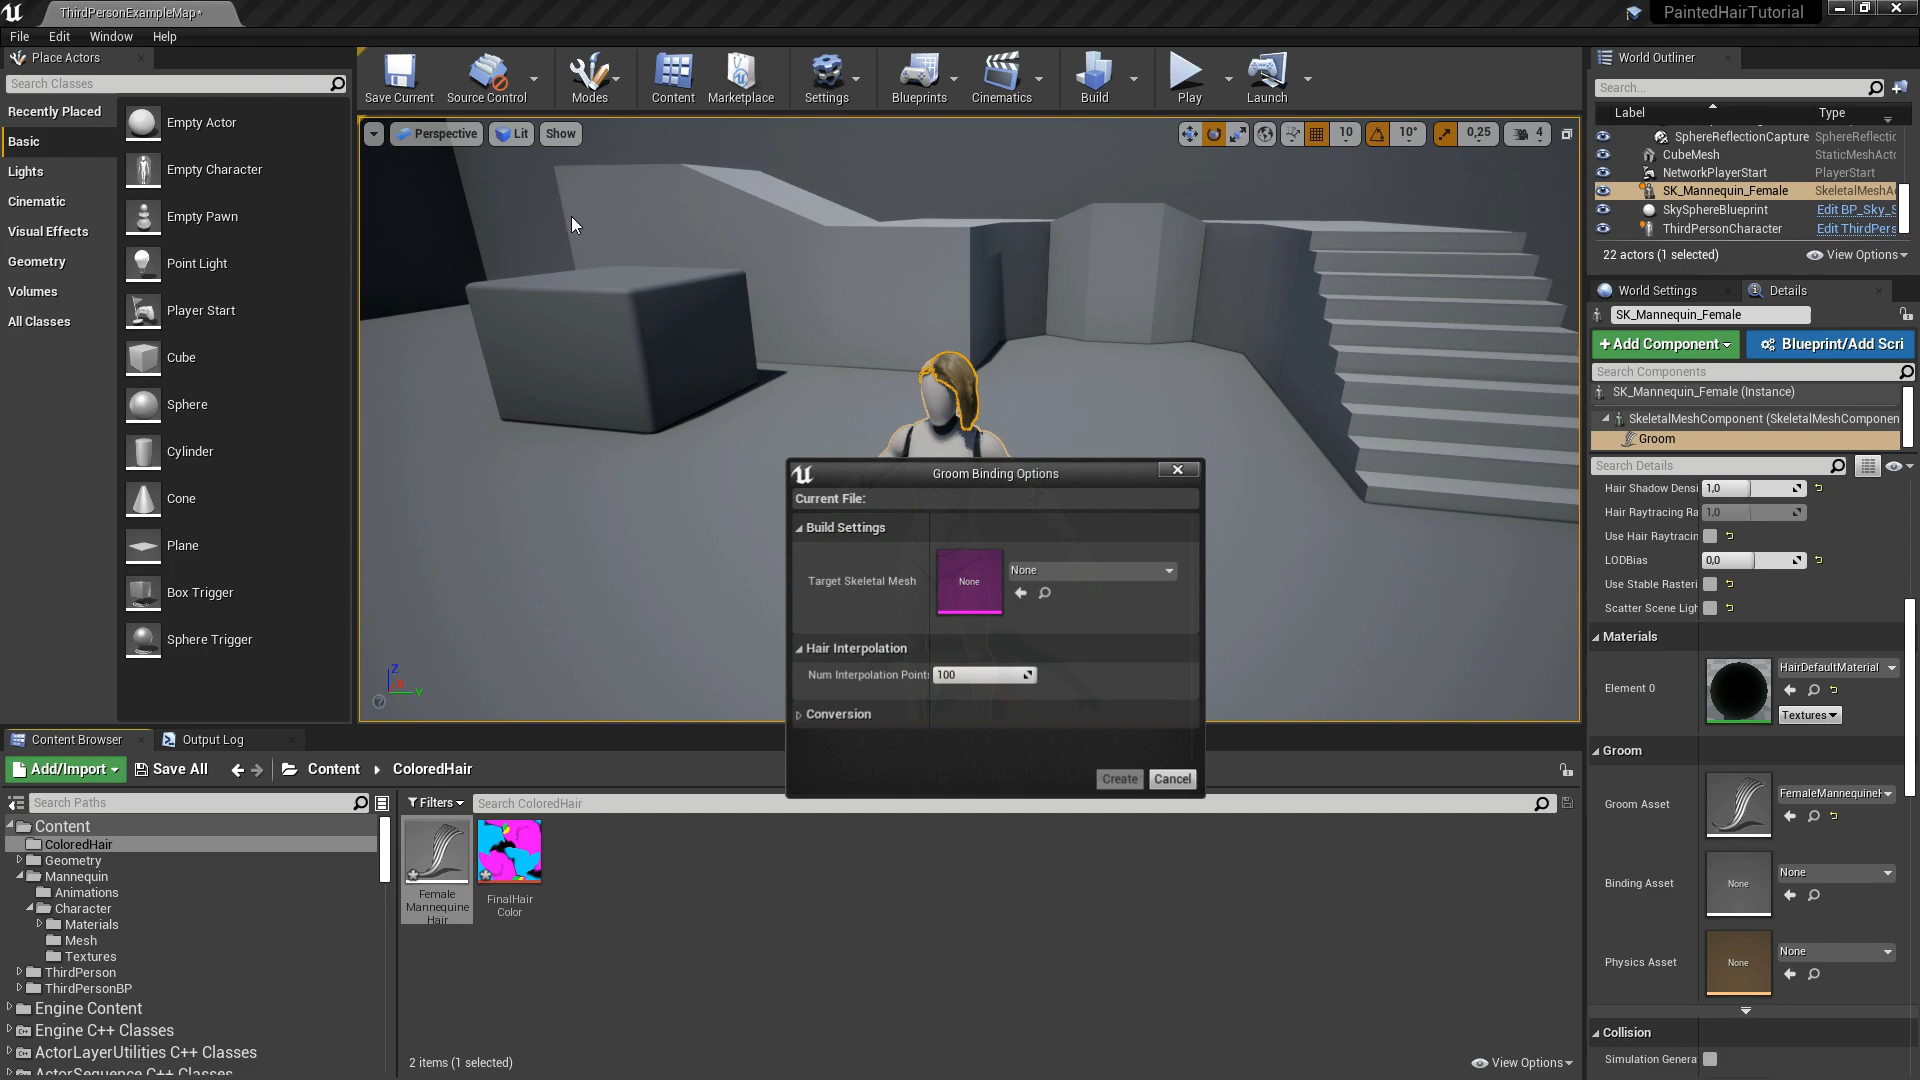 ThirdPersonExampleMap*
PaintedHairTutorial
File Edit Window Help
Place Actors
Search Classes
Recently Placed
Basic
Lights
Cinematic
Visual Effects
Geometry
Volumes
All Classes
Empty Actor
Empty Character
Empty Pawn
Point Light
Player Start
Cube
Sphere
Cylinder
Cone
Plane
Box Trigger
Sphere Trigger
Save Current
Source Control
Modes
Content
Marketplace
Settings
Blueprints
Cinematics
Build
Play
Launch
Perspective
Lit
Show
10
10°
0,25
4
Z
Y
Groom Binding Options
Current File:
Build Settings
Target Skeletal Mesh
None
None
Hair Interpolation
Num Interpolation Points
100
Conversion
Create
Cancel
World Outliner
Search...
Label
Type
SphereReflectionCapture SphereReflectic
CubeMesh StaticMeshActo
NetworkPlayerStart PlayerStart
SK_Mannequin_Female SkeletalMeshA
SkySphereBlueprint Edit BP_Sky_S
ThirdPersonCharacter Edit ThirdPers
22 actors (1 selected)
View Options
World Settings
Details
SK_Mannequin_Female
+Add Component
Blueprint/Add Scri
Search Components
SK_Mannequin_Female (Instance)
SkeletalMeshComponent (SkeletalMeshComponen
Groom
Search Details
Hair Shadow Densi 1,0
Hair Raytracing Ra 1,0
Use Hair Raytracin
LODBias 0,0
Use Stable Rasteri
Scatter Scene Ligh
Materials
Element 0
HairDefaultMaterial
Textures
Groom
Groom Asset
FemaleMannequineH
Binding Asset
None
None
Physics Asset
None
None
Collision
Simulation Genera
Content Browser
Output Log
Add/Import
Save All
Content
ColoredHair
Search Paths
Filters
Search ColoredHair
Content
ColoredHair
Geometry
Mannequin
Animations
Character
Materials
Mesh
Textures
ThirdPerson
ThirdPersonBP
Engine Content
Engine C++ Classes
ActorLayerUtilities C++ Classes
ActorSequence C++ Classes
Female
Mannequine
Hair
FinalHair
Color
2 items (1 selected)
View Options